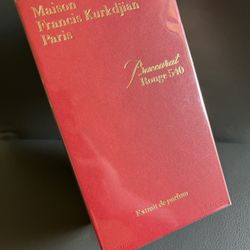 Maison
Francis Kurkdjian
Paris
Baccarat
Rouge 540
Extrait de parfum